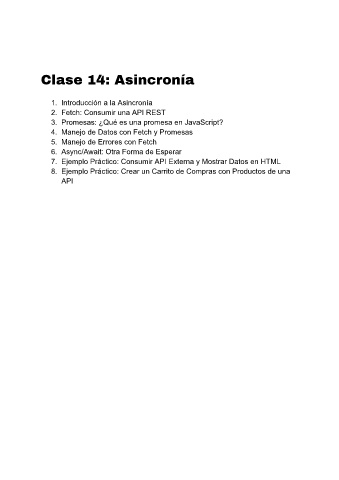 Clase 14: Asincronía
1. Introducción a la Asincronía
2. Fetch: Consumir una API REST
3. Promesas: ¿Qué es una promesa en JavaScript?
4. Manejo de Datos con Fetch y Promesas
5. Manejo de Errores con Fetch
6. Async/Await: Otra Forma de Esperar
7. Ejemplo Práctico: Consumir API Externa y Mostrar Datos en HTML
8. Ejemplo Práctico: Crear un Carrito de Compras con Productos de una
API